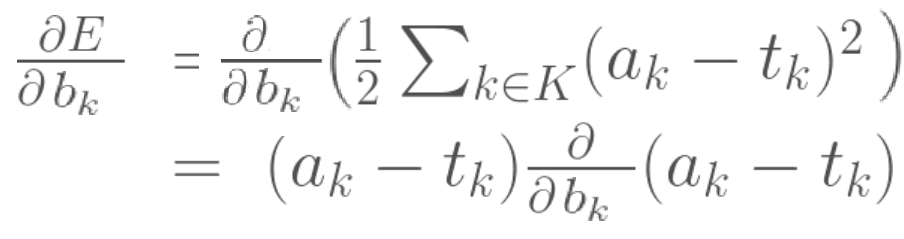 ∂E/∂b_k = ∂/∂b_k (1/2 ∑_{k∈K}(a_k − t_k)^2)
= (a_k − t_k) ∂/∂b_k (a_k − t_k)